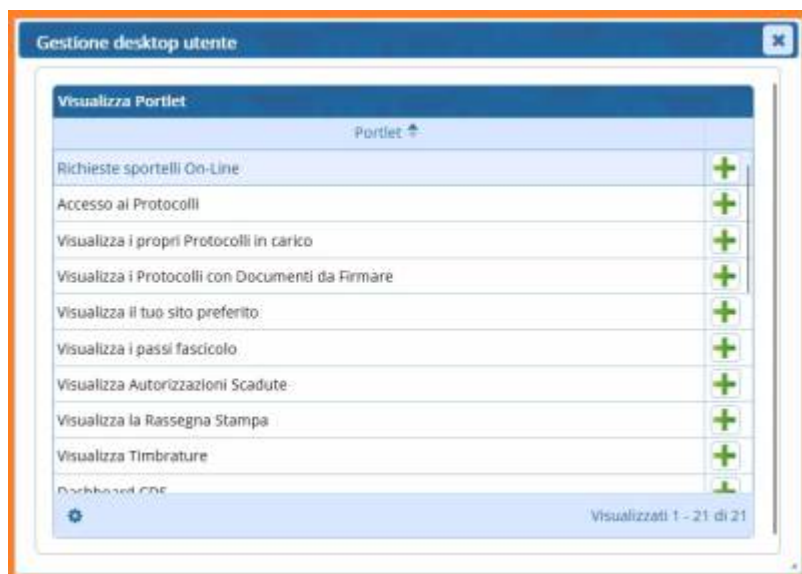 Gestione desktop utente
Visualizza Portlet
Portlet
Richieste sportelli On-Line
Accesso ai Protocolli
Visualizza i propri Protocolli in carico
Visualizza i Protocolli con Documenti da Firmare
Visualizza il tuo sito preferito
Visualizza i passi fascicolo
Visualizza Autorizzazioni Scadute
Visualizza la Rassegna Stampa
Visualizza Timbrature
Dashboard CDS
Visualizzati 1 - 21 di 21